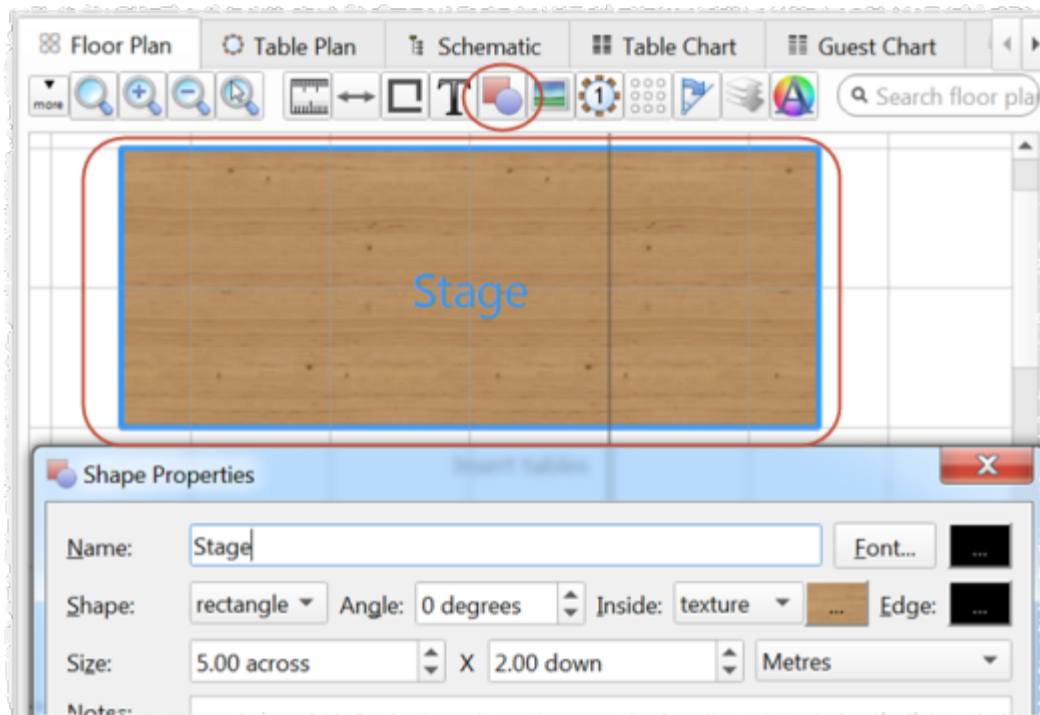 Floor Plan Table Plan Schematic Table Chart Guest Chart
more T 1 A Search floor pla
Stage
Insert tables
Shape Properties X
Name: Stage Font... ...
Shape: rectangle Angle: 0 degrees Inside: texture ... Edge: ...
Size: 5.00 across X 2.00 down Metres
Notes: